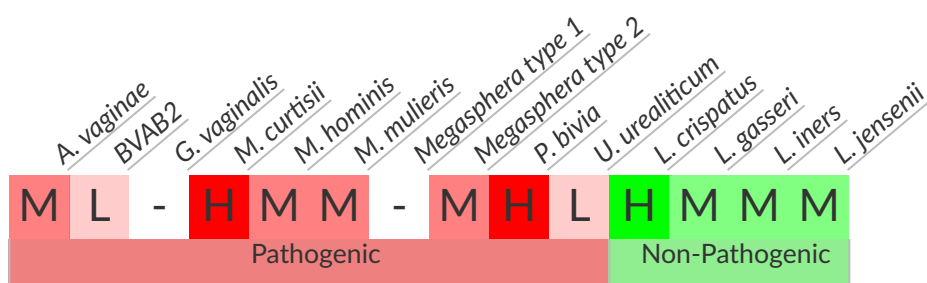 A. vaginae
BVAB2
G. vaginalis
M. curtisii
M. hominis
M. mulieris
Megasphera type 1
Megasphera type 2
P. bivia
U. urealiticum
L. crispatus
L. gasseri
L. iners
L. jensenii
M L - H M M - M H L H M M M
Pathogenic Non-Pathogenic